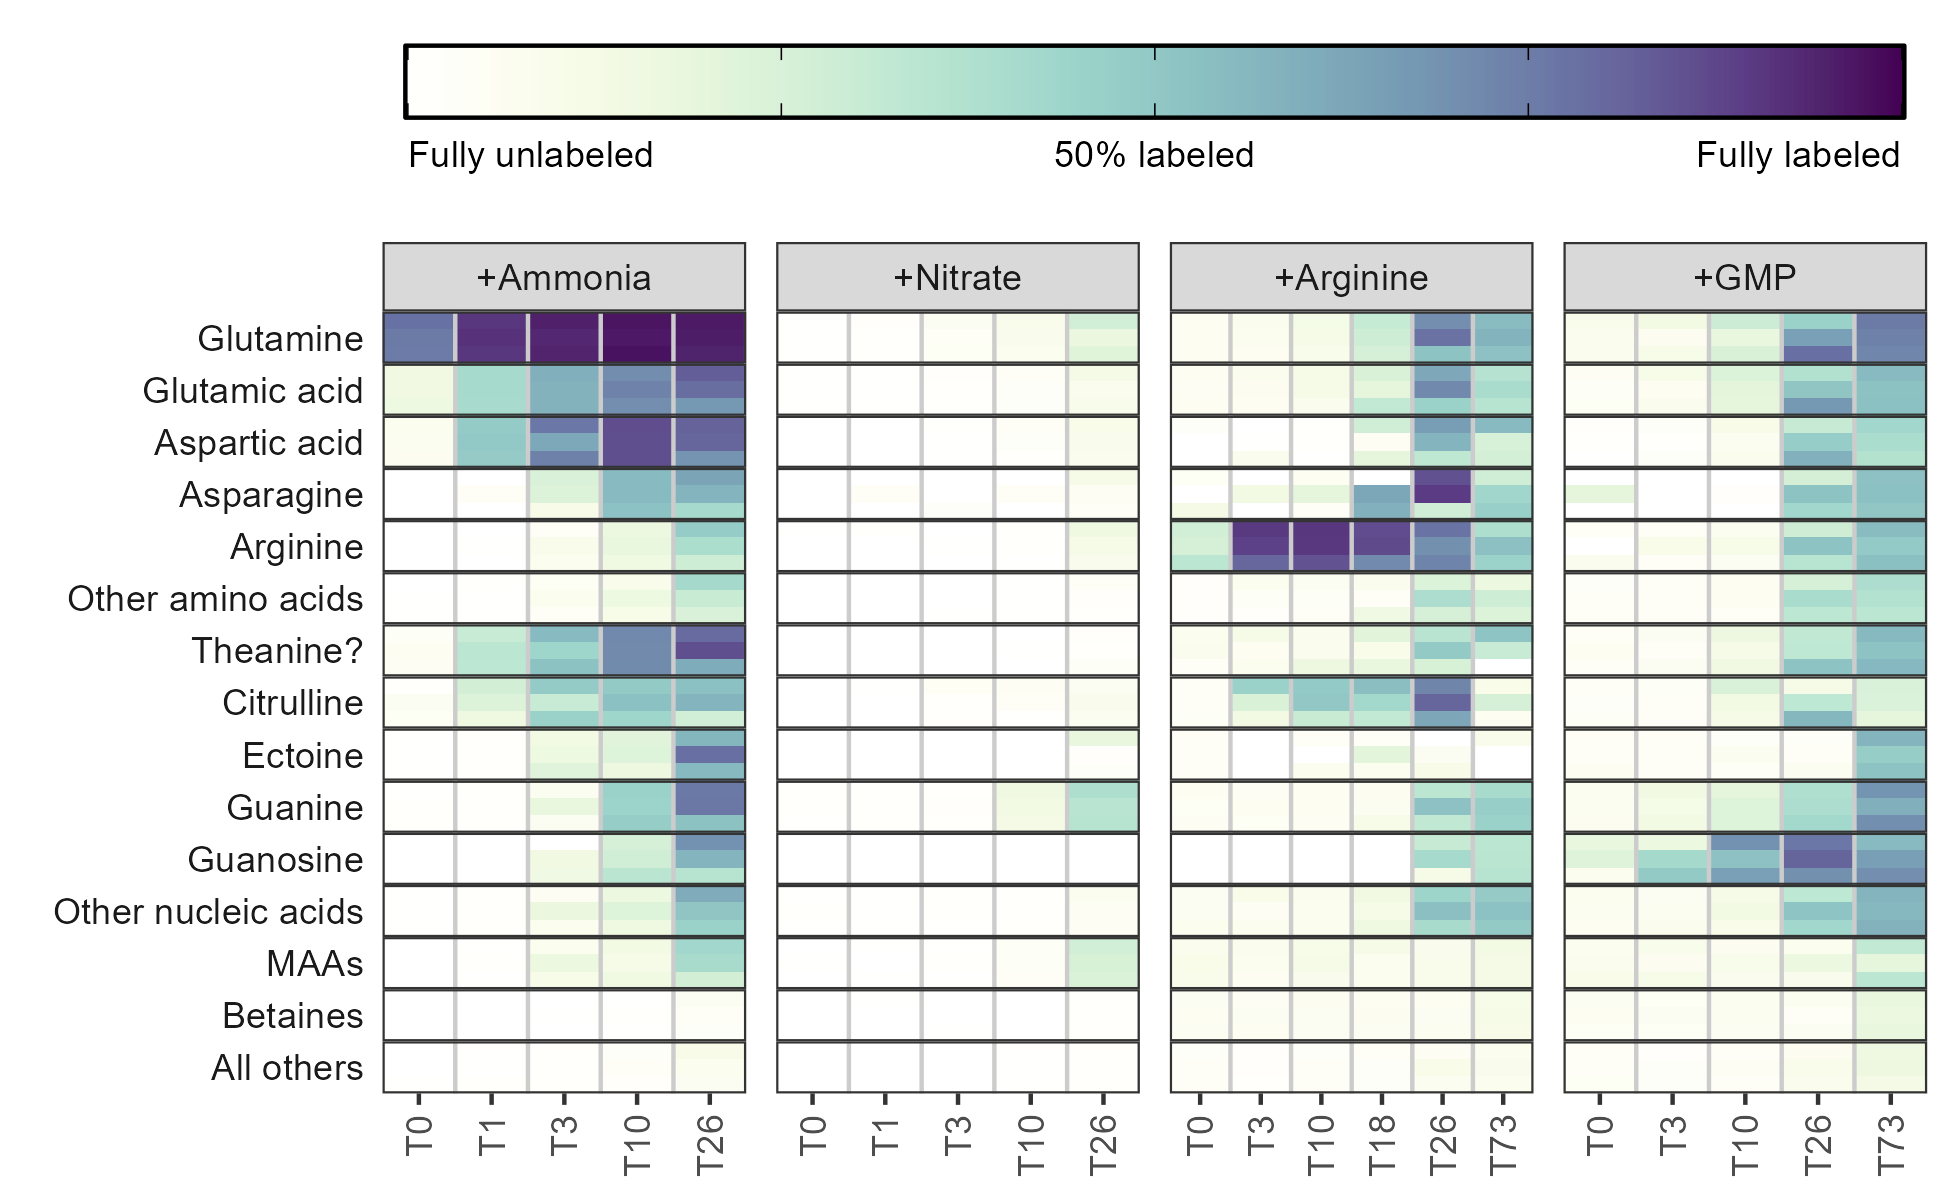 Fully unlabeled 50% labeled Fully labeled
+Ammonia +Nitrate +Arginine +GMP
Glutamine
Glutamic acid
Aspartic acid
Asparagine
Arginine
Other amino acids
Theanine?
Citrulline
Ectoine
Guanine
Guanosine
Other nucleic acids
MAAs
Betaines
All others
T0 T1 T3 T10 T26 T0 T1 T3 T10 T26 T0 T3 T10 T18 T26 T73 T0 T3 T10 T26 T73